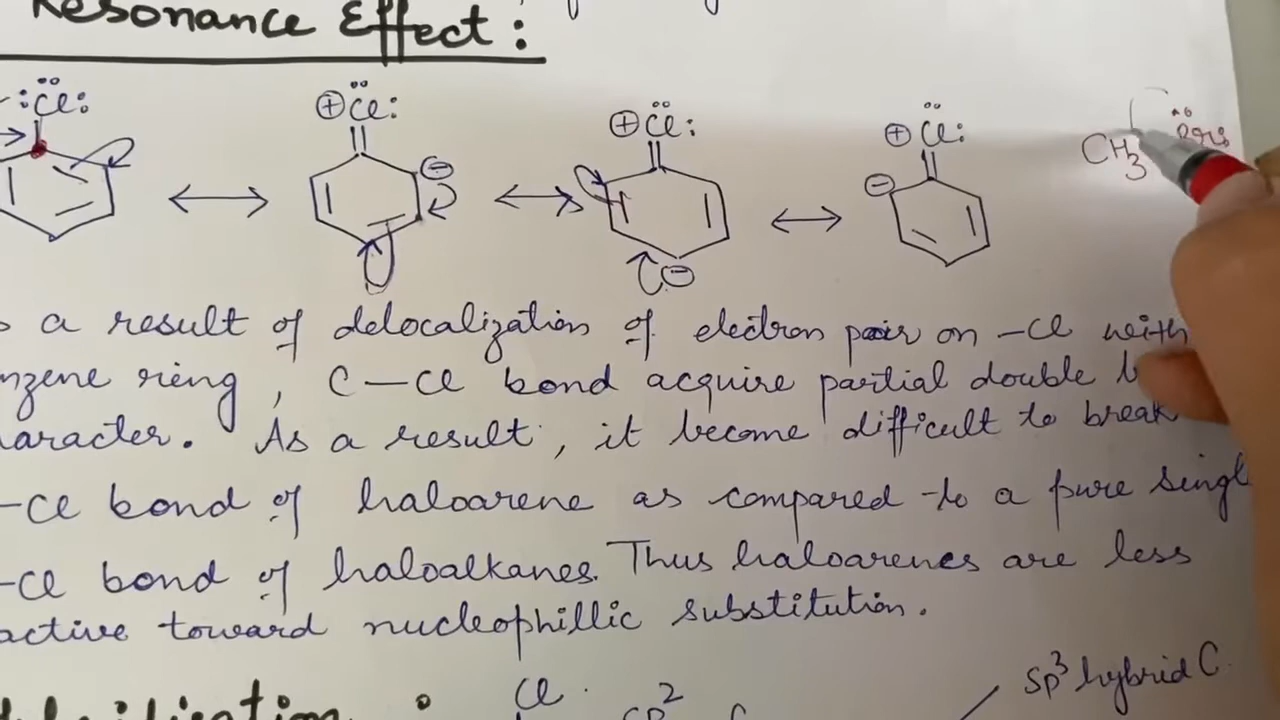 Resonance Effect:
:Cl: ⊕Cl: ⊕Cl: ⊕Cl:
⊖ ⊖ ⊖
CH3
a result of delocalization of electron pair on -Cl with
ring, C-Cl bond acquire partial double
As a result, it become difficult to break
-Cl bond of haloarene as compared to a pure singl
-Cl bond of haloalkanes. Thus haloarenes are less
active toward nucleophillic substitution.
Cl
sp2
C
sp3 hybrid C.